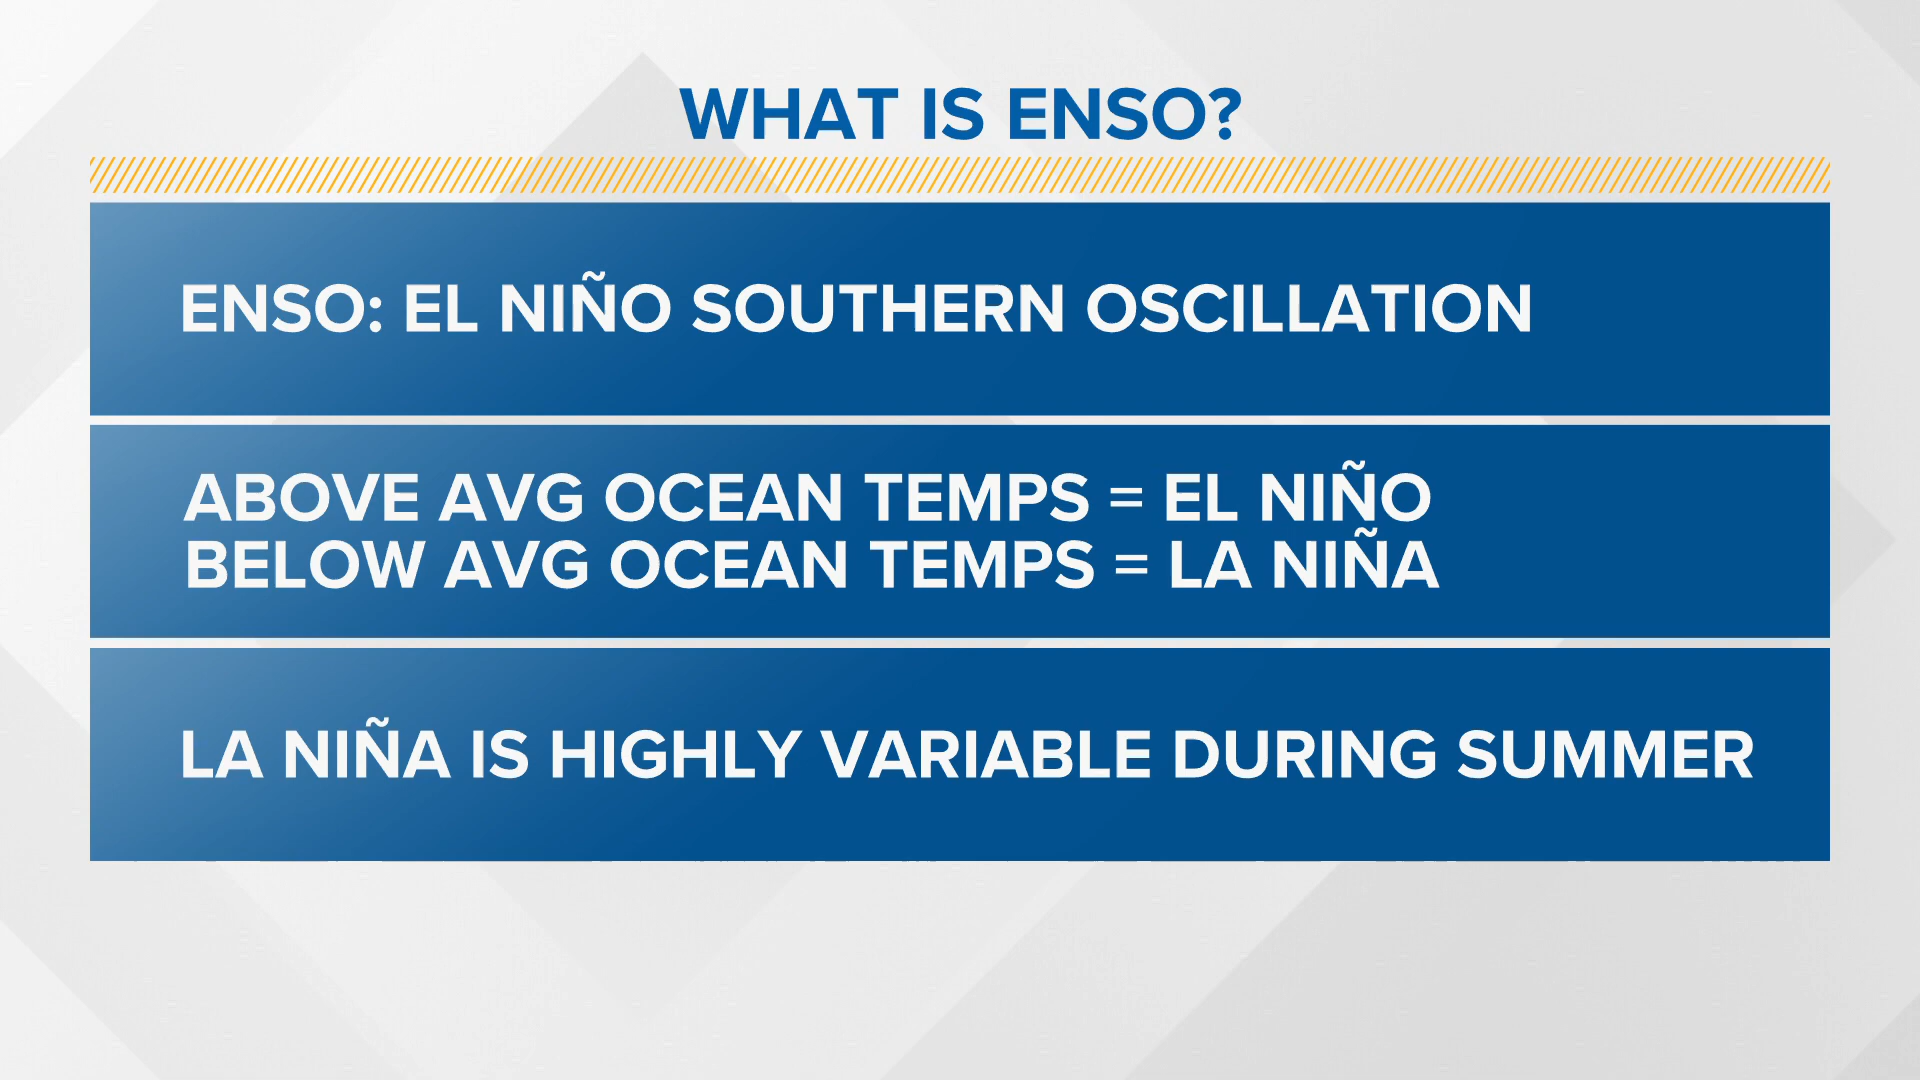 WHAT IS ENSO?
ENSO: EL NIÑO SOUTHERN OSCILLATION
ABOVE AVG OCEAN TEMPS = EL NIÑO
BELOW AVG OCEAN TEMPS = LA NIÑA
LA NIÑA IS HIGHLY VARIABLE DURING SUMMER